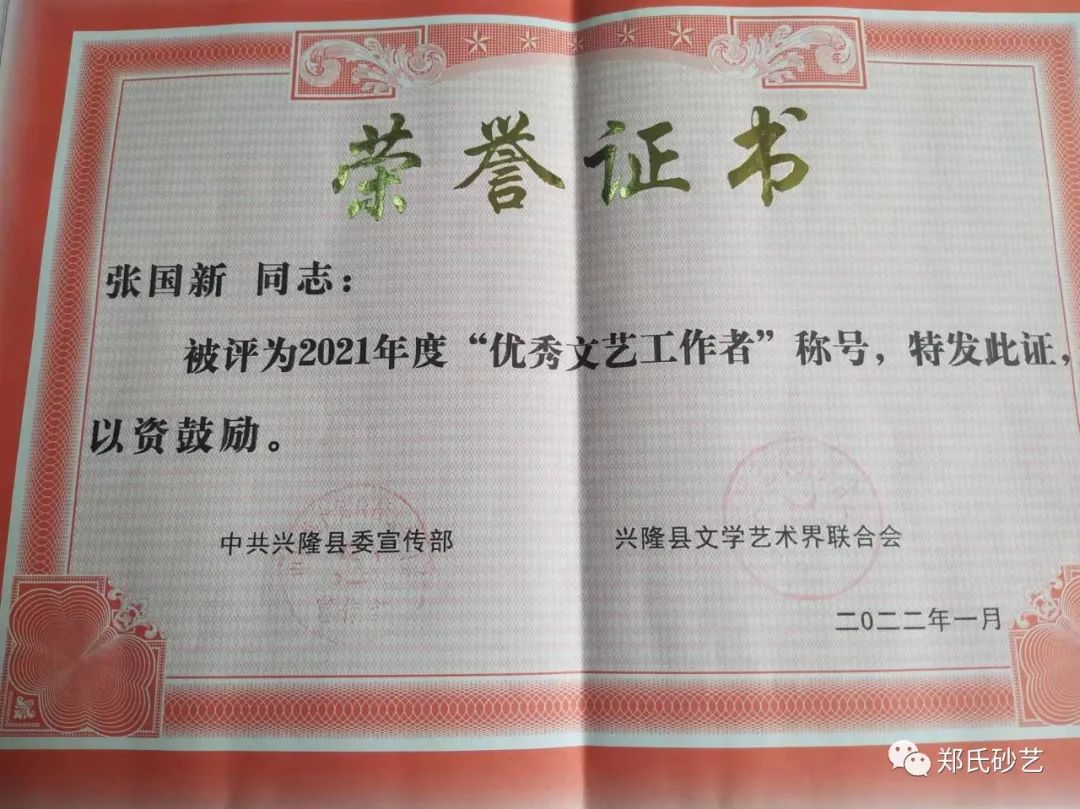 荣誉证书
张国新 同志：
被评为2021年度“优秀文艺工作者”称号，特发此证，
以资鼓励。
中共兴隆县委宣传部 兴隆县文学艺术界联合会
二0二二年一月
郑氏砂艺